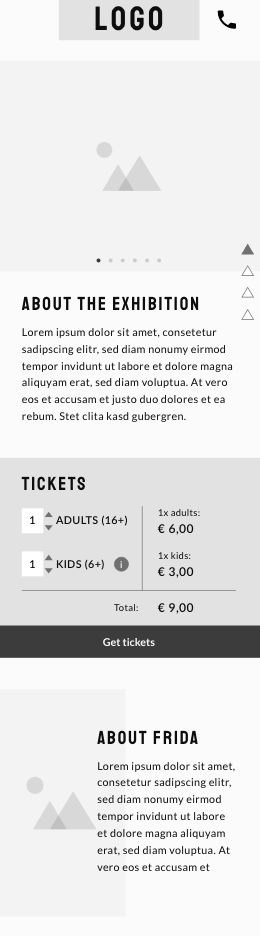 LOGO
ABOUT THE EXHIBITION
Lorem ipsum dolor sit amet, consetetur
sadipscing elitr, sed diam nonumy eirmod
tempor invidunt ut labore et dolore magna
aliquyam erat, sed diam voluptua. At vero
eos et accusam et justo duo dolores et ea
rebum. Stet clita kasd gubergren.
TICKETS
1 ADULTS (16+)
1x adults:
€ 6,00
1 KIDS (6+) i
1x kids:
€ 3,00
Total: € 9,00
Get tickets
ABOUT FRIDA
Lorem ipsum dolor sit amet,
consetetur sadipscing elitr,
sed diam nonumy eirmod
tempor invidunt ut labore
et dolore magna aliquyam
erat, sed diam voluptua. At
vero eos et accusam et